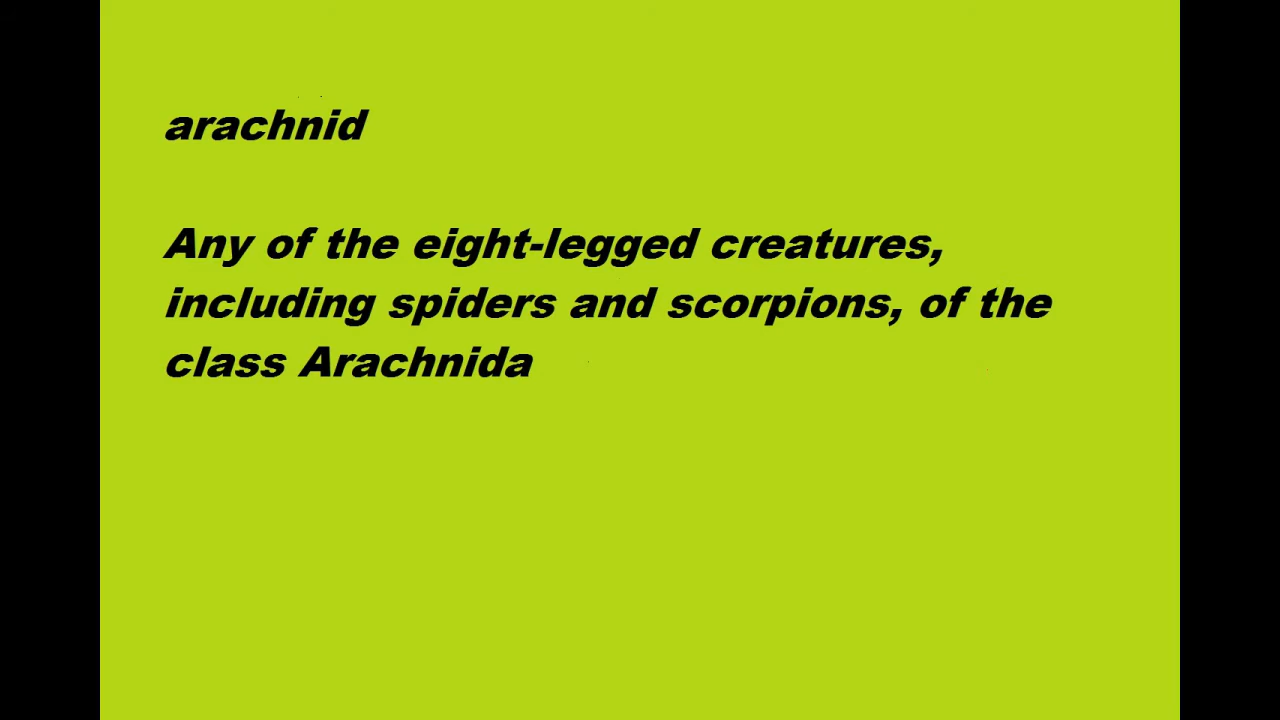 arachnid
Any of the eight-legged creatures,
including spiders and scorpions, of the
class Arachnida